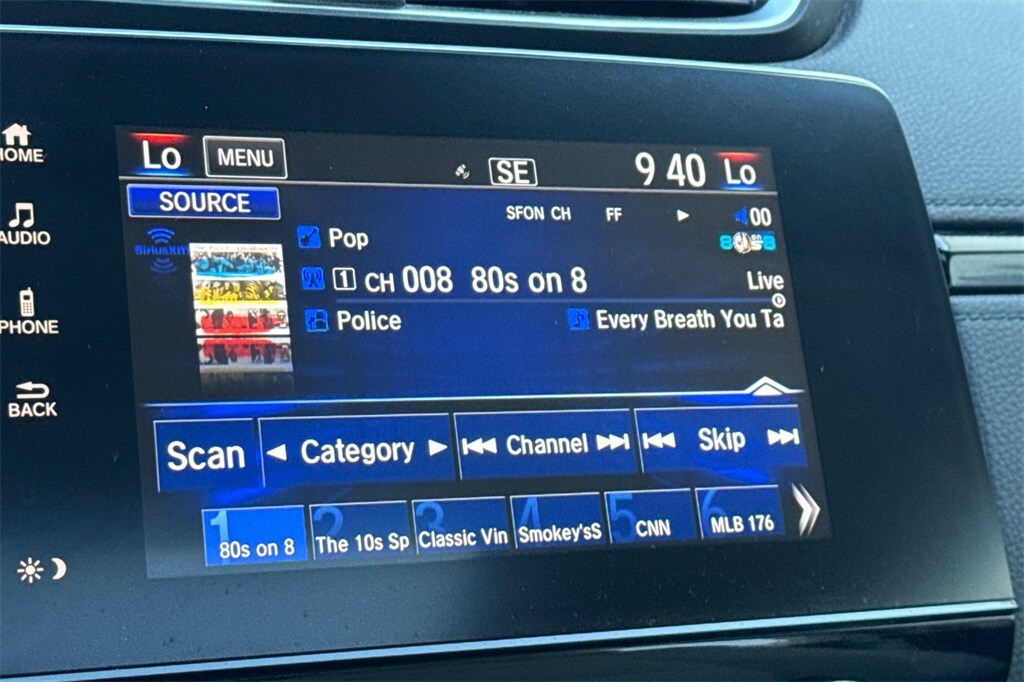 HOME
AUDIO
PHONE
BACK
Lo MENU SE 9 40 Lo
SOURCE
SFON CH FF 00
SiriusXM
Pop
1 CH 008 80s on 8
Live
Police Every Breath You Ta
Scan Category Channel Skip
1 80s on 8
2 The 10s Sp
3 Classic Vin
4 Smokey'sS
5 CNN
6 MLB 176